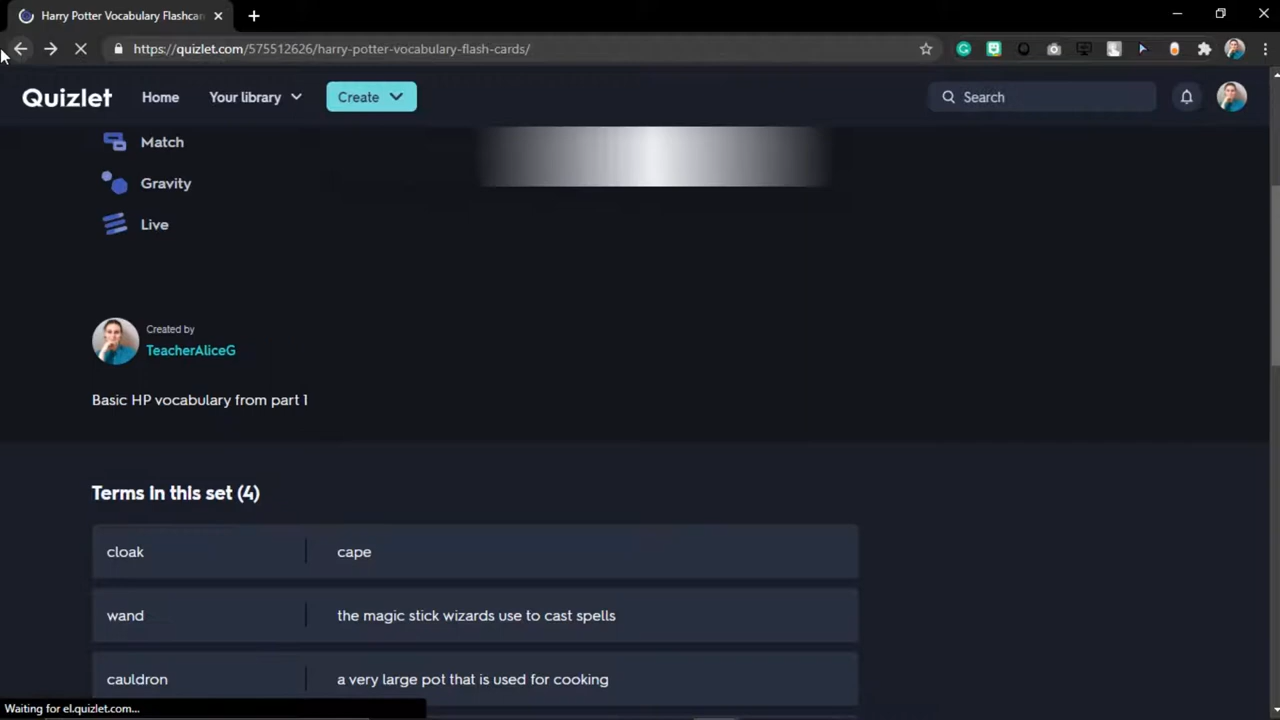 Harry Potter Vocabulary Flashcar
https://quizlet.com/575512626/harry-potter-vocabulary-flash-cards/
Quizlet
Home
Your library
Create
Search
Match
Gravity
Live
Created by
TeacherAliceG
Basic HP vocabulary from part 1
Terms in this set (4)
cloak
cape
wand
the magic stick wizards use to cast spells
cauldron
a very large pot that is used for cooking
Waiting for el.quizlet.com...